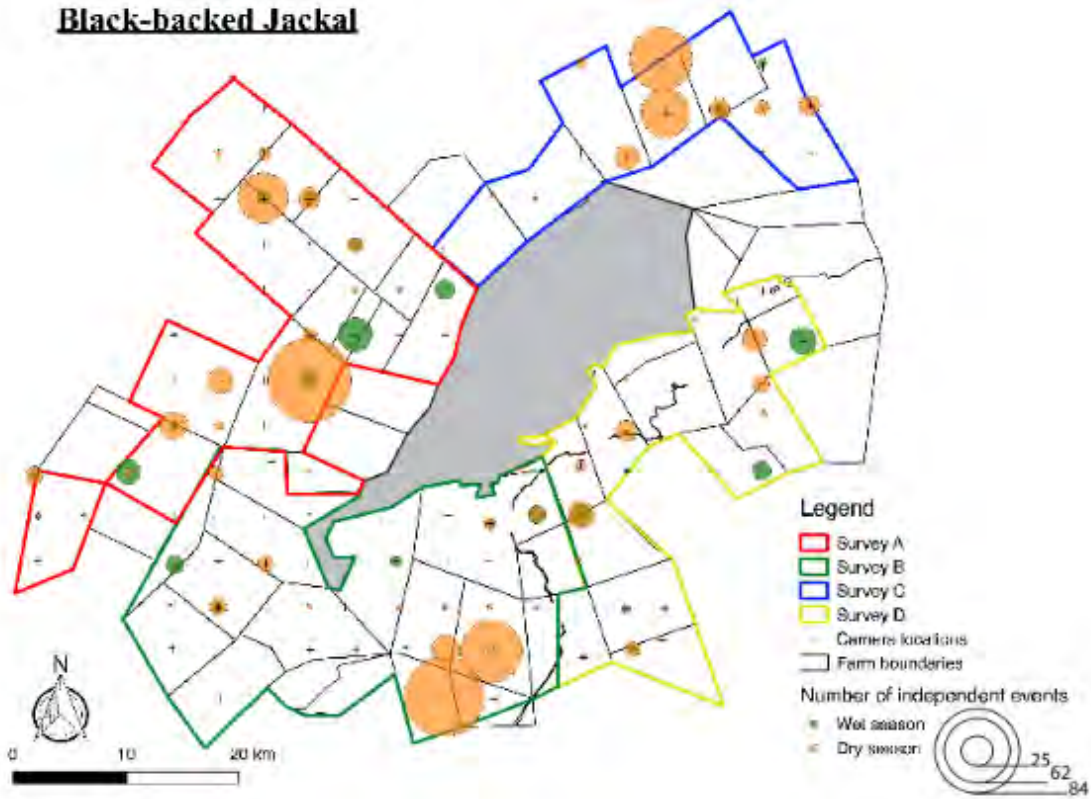 Black-backed Jackal
Legend
Survey A
Survey B
Survey C
Survey D
Camera locations
Farm boundaries
Number of independent events
Wet season
Dry season
25
62
84
N
0 10 20 km